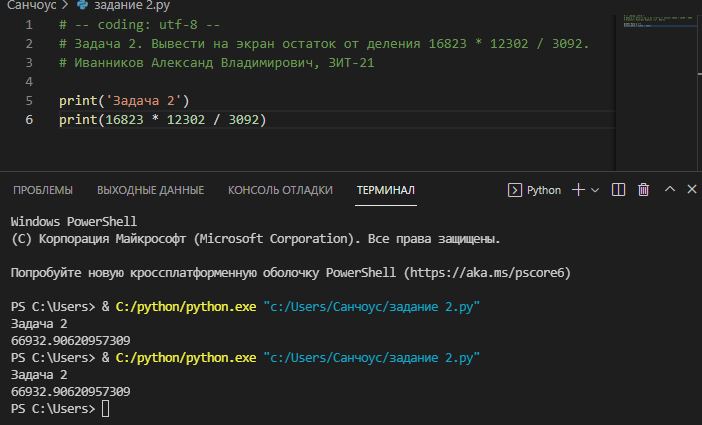 Санчоус > задание 2.py
1 # -- coding: utf-8 --
2 # Задача 2. Вывести на экран остаток от деления 16823 * 12302 / 3092.
3 # Иванников Александ Владимирович, ЗИТ-21
4
5 print('Задача 2')
6 print(16823 * 12302 / 3092)
ПРОБЛЕМЫ ВЫХОДНЫЕ ДАННЫЕ КОНСОЛЬ ОТЛАДКИ ТЕРМИНАЛ Python
Windows PowerShell
(C) Корпорация Майкрософт (Microsoft Corporation). Все права защищены.
Попробуйте новую кроссплатформенную оболочку PowerShell (https://aka.ms/pscore6)
PS C:\Users> & C:/python/python.exe "c:/Users/Санчоус/задание 2.py"
Задача 2
66932.90620957309
PS C:\Users> & C:/python/python.exe "c:/Users/Санчоус/задание 2.py"
Задача 2
66932.90620957309
PS C:\Users>